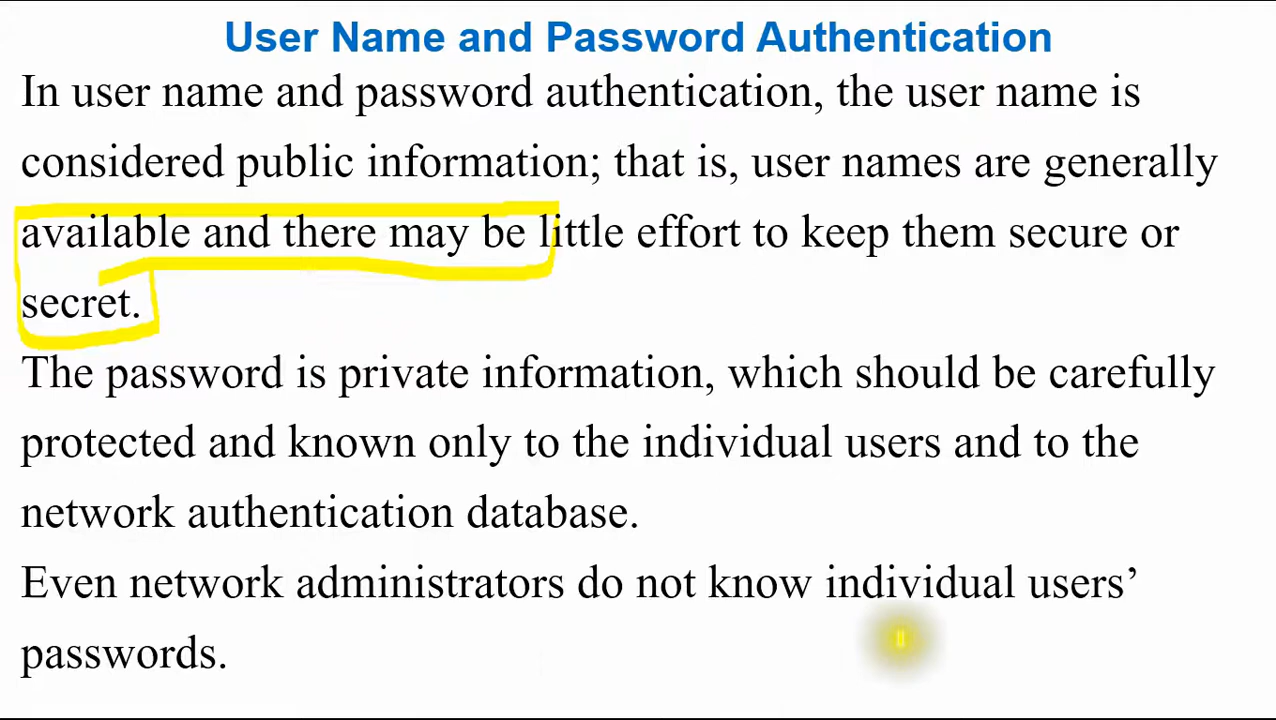 User Name and Password Authentication
In user name and password authentication, the user name is
considered public information; that is, user names are generally
available and there may be little effort to keep them secure or
secret.
The password is private information, which should be carefully
protected and known only to the individual users and to the
network authentication database.
Even network administrators do not know individual users’
passwords.